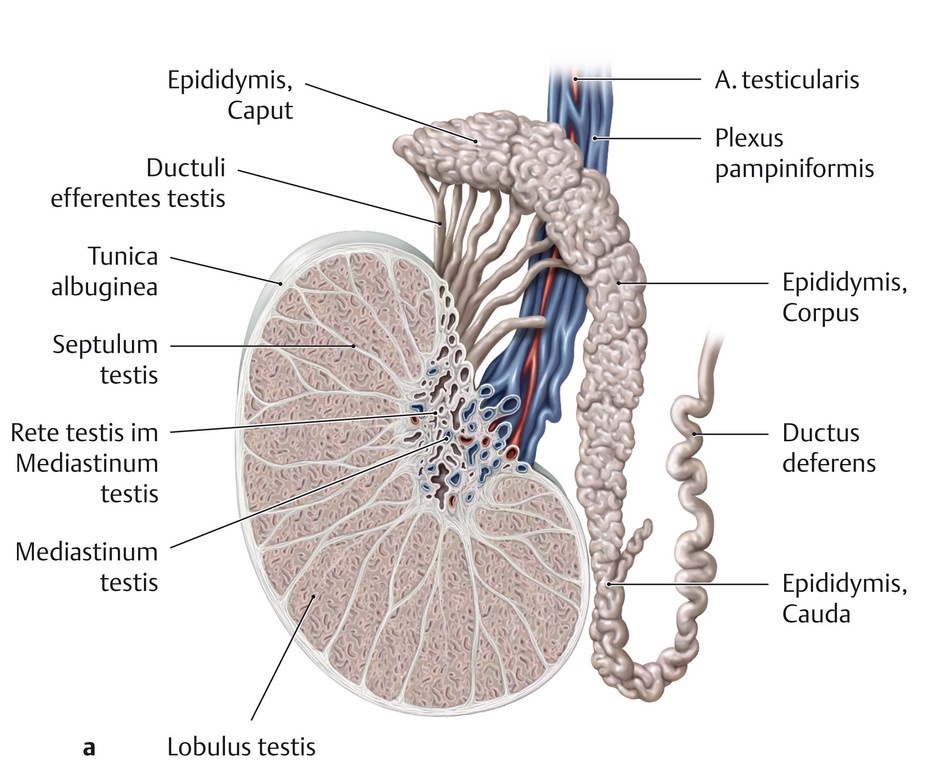 Epididymis,
Caput
Ductuli
efferentes testis
Tunica
albuginea
Septulum
testis
Rete testis im
Mediastinum
testis
Mediastinum
testis
a
Lobulus testis
A. testicularis
Plexus
pampiniformis
Epididymis,
Corpus
Ductus
deferens
Epididymis,
Cauda